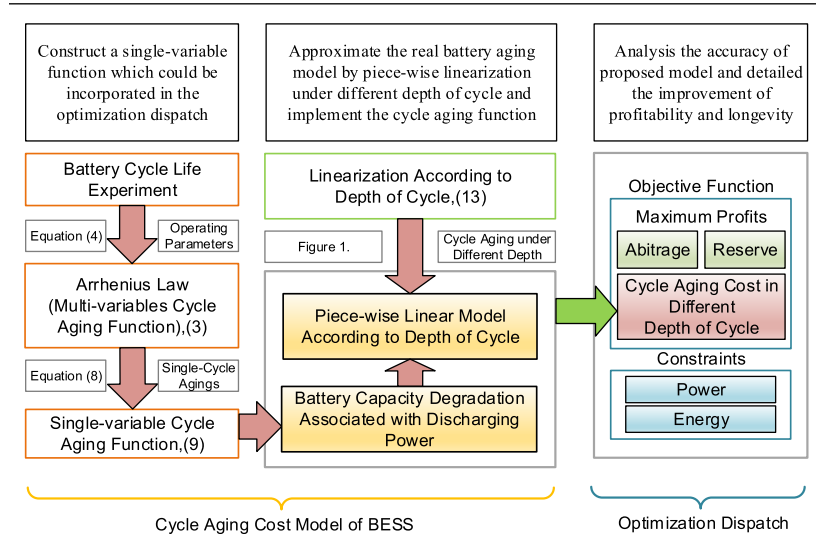 Construct a single-variable
function which could be
incorporated in the
optimization dispatch
Approximate the real battery aging
model by piece-wise linearization
under different depth of cycle and
implement the cycle aging function
Analysis the accuracy of
proposed model and detailed
the improvement of
profitability and longevity
Battery Cycle Life
Experiment
Equation (4)
Operating
Parameters
Arrhenius Law
(Multi-variables Cycle
Aging Function),(3)
Equation (8)
Single-Cycle
Agings
Single-variable Cycle
Aging Function,(9)
Linearization According to
Depth of Cycle,(13)
Figure 1.
Cycle Aging under
Different Depth
Piece-wise Linear Model
According to Depth of Cycle
Battery Capacity Degradation
Associated with Discharging
Power
Objective Function
Maximum Profits
Abitrage
Reserve
Cycle Aging Cost in
Different
Depth of Cycle
Constraints
Power
Energy
Cycle Aging Cost Model of BESS
Optimization Dispatch